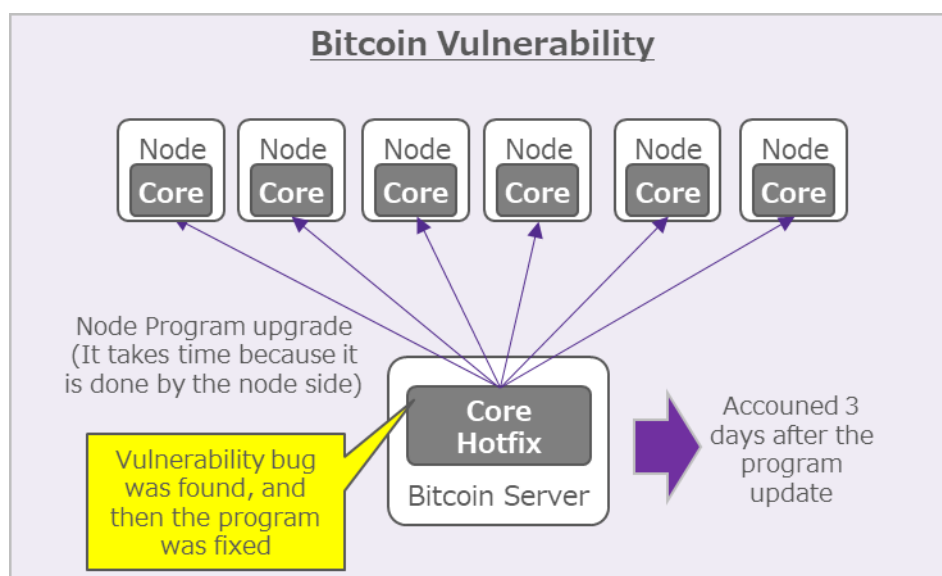 Bitcoin Vulnerability
Node Node Node Node Node Node
Core Core Core Core Core Core
Node Program upgrade
(It takes time because it
is done by the node side)
Core
Hotfix
Bitcoin Server
Vulnerability bug
was found, and
then the program
was fixed
Accouned 3
days after the
program
update